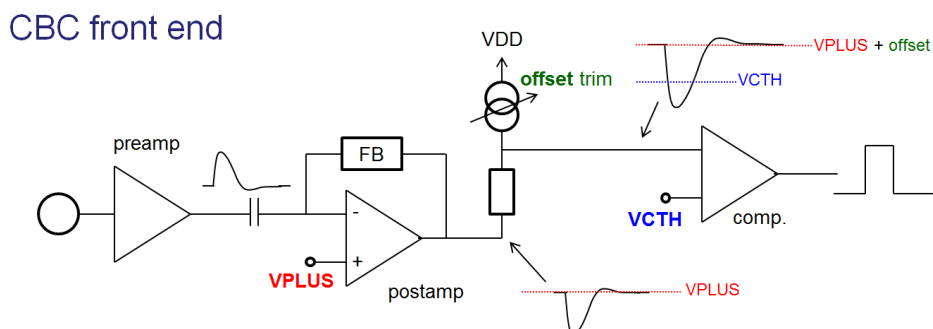 CBC front end
VDD
VPLUS + offset
offset trim
VCTH
preamp
FB
-
VCTH
comp.
+
VPLUS
postamp
VPLUS